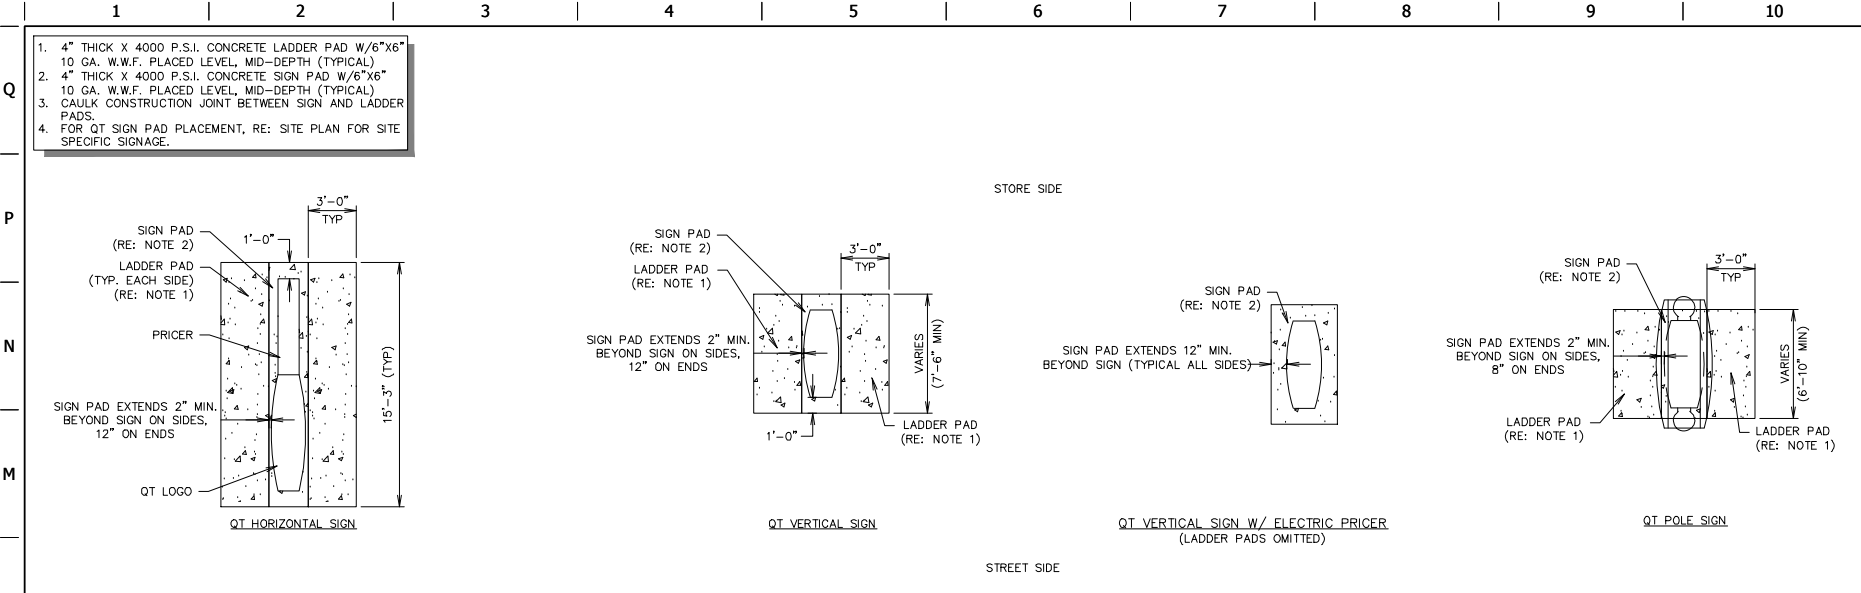 1 2 3 4 5 6 7 8 9 10
Q
P
N
M
1. 4" THICK X 4000 P.S.I. CONCRETE LADDER PAD W/6"X6"
10 GA. W.W.F. PLACED LEVEL, MID-DEPTH (TYPICAL)
2. 4" THICK X 4000 P.S.I. CONCRETE SIGN PAD W/6"X6"
10 GA. W.W.F. PLACED LEVEL, MID-DEPTH (TYPICAL)
3. CAULK CONSTRUCTION JOINT BETWEEN SIGN AND LADDER
PADS.
4. FOR QT SIGN PAD PLACEMENT, RE: SITE PLAN FOR SITE
SPECIFIC SIGNAGE.
STORE SIDE
3'-0"
TYP
SIGN PAD
(RE: NOTE 2)
1'-0"
LADDER PAD
(TYP. EACH SIDE)
(RE: NOTE 1)
PRICER
15'-3" (TYP)
SIGN PAD EXTENDS 2" MIN.
BEYOND SIGN ON SIDES,
12" ON ENDS
QT LOGO
QT HORIZONTAL SIGN
SIGN PAD
(RE: NOTE 2)
3'-0"
TYP
LADDER PAD
(RE: NOTE 1)
SIGN PAD EXTENDS 2" MIN.
BEYOND SIGN ON SIDES,
12" ON ENDS
VARIES
(7'-6" MIN)
1'-0"
LADDER PAD
(RE: NOTE 1)
QT VERTICAL SIGN
SIGN PAD
(RE: NOTE 2)
SIGN PAD EXTENDS 12" MIN.
BEYOND SIGN (TYPICAL ALL SIDES)
QT VERTICAL SIGN W/ ELECTRIC PRICER
(LADDER PADS OMITTED)
SIGN PAD
(RE: NOTE 2)
3'-0"
TYP
SIGN PAD EXTENDS 2" MIN.
BEYOND SIGN ON SIDES,
8" ON ENDS
VARIES
(6'-10" MIN)
LADDER PAD
(RE: NOTE 1)
LADDER PAD
(RE: NOTE 1)
QT POLE SIGN
STREET SIDE